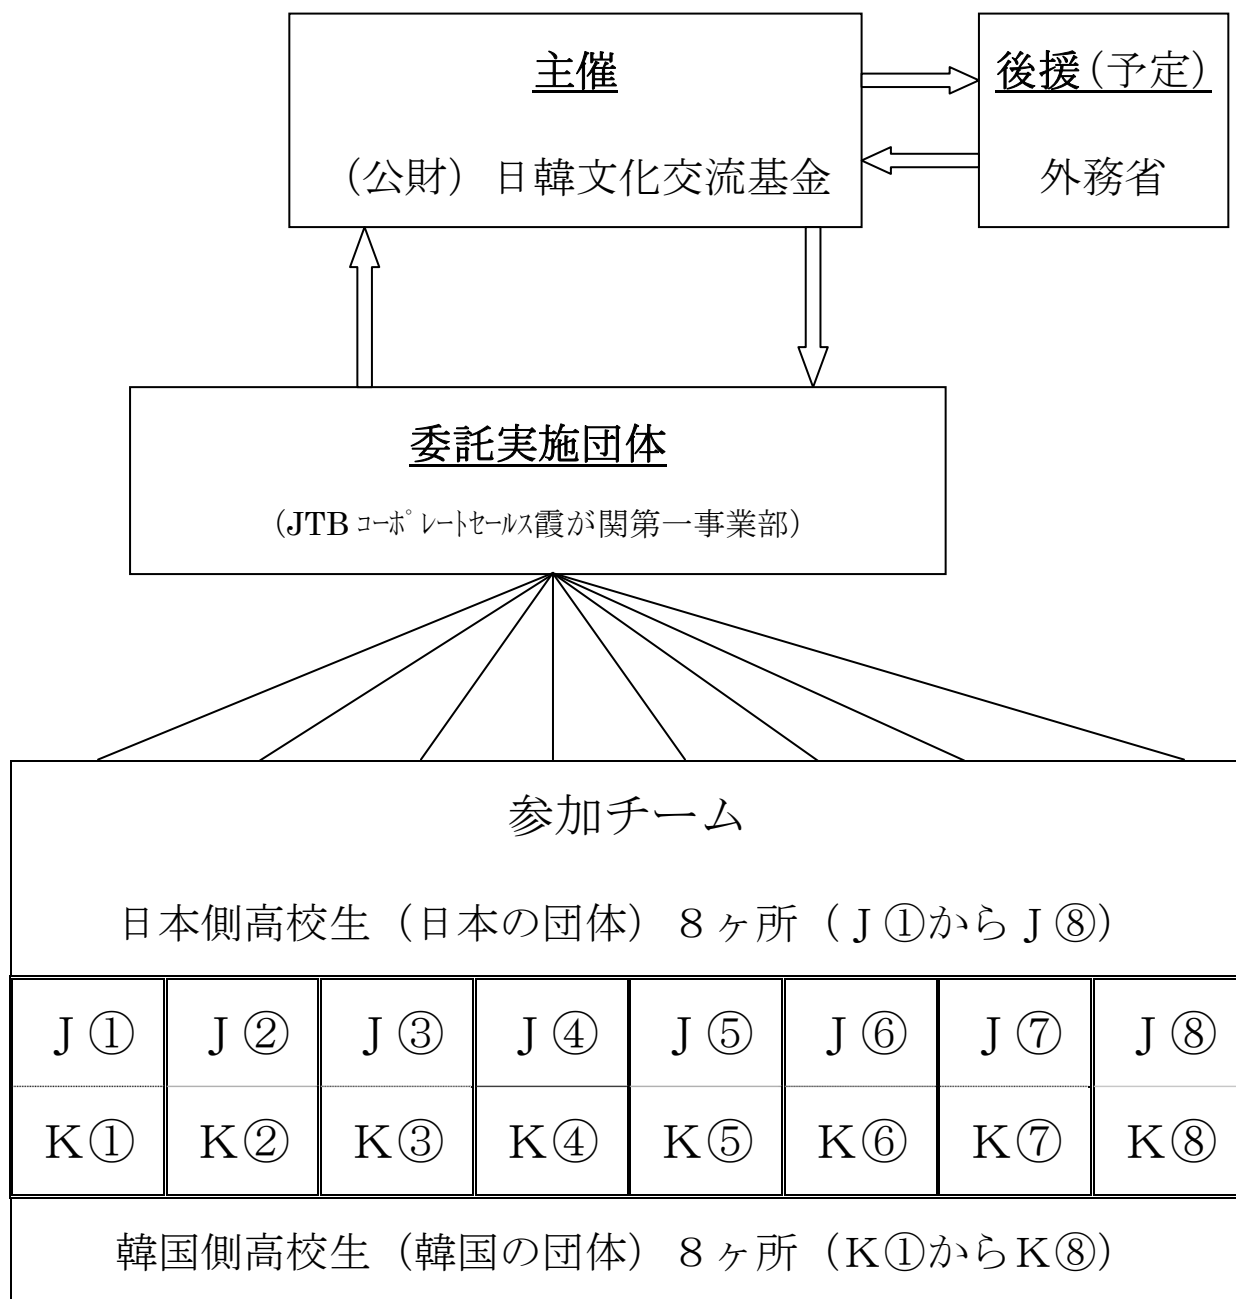 主催
（公財）日韓文化交流基金
後援（予定）
外務省
委託実施団体
（JTBｺｰﾎﾟﾚｰﾄｾｰﾙｽ霞が関第一事業部）
参加チーム
日本側高校生（日本の団体）８ヶ所（Ｊ①からＪ⑧）
Ｊ① Ｊ② Ｊ③ Ｊ④ Ｊ⑤ Ｊ⑥ Ｊ⑦ Ｊ⑧
Ｋ① Ｋ② Ｋ③ Ｋ④ Ｋ⑤ Ｋ⑥ Ｋ⑦ Ｋ⑧
韓国側高校生（韓国の団体）８ヶ所（Ｋ①からＫ⑧）